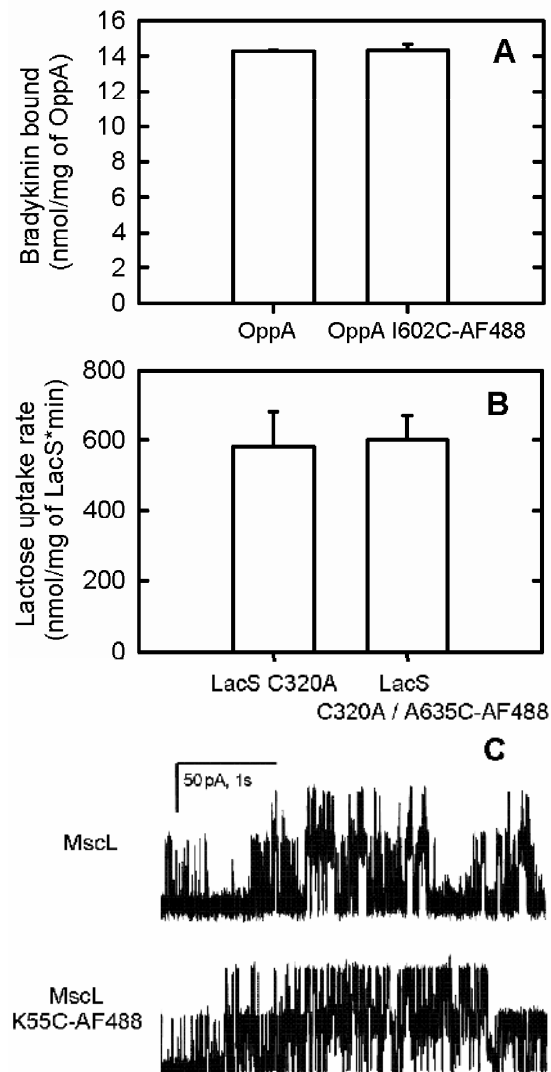 A
Bradykinin bound
(nmol/mg of OppA)
16
14
12
10
8
6
4
2
0
OppA
OppA I602C-AF488
B
Lactose uptake rate
(nmol/mg of LacS*min)
800
600
400
200
0
LacS C320A
LacS
C320A / A635C-AF488
C
50 pA, 1s
MscL
MscL
K55C-AF488